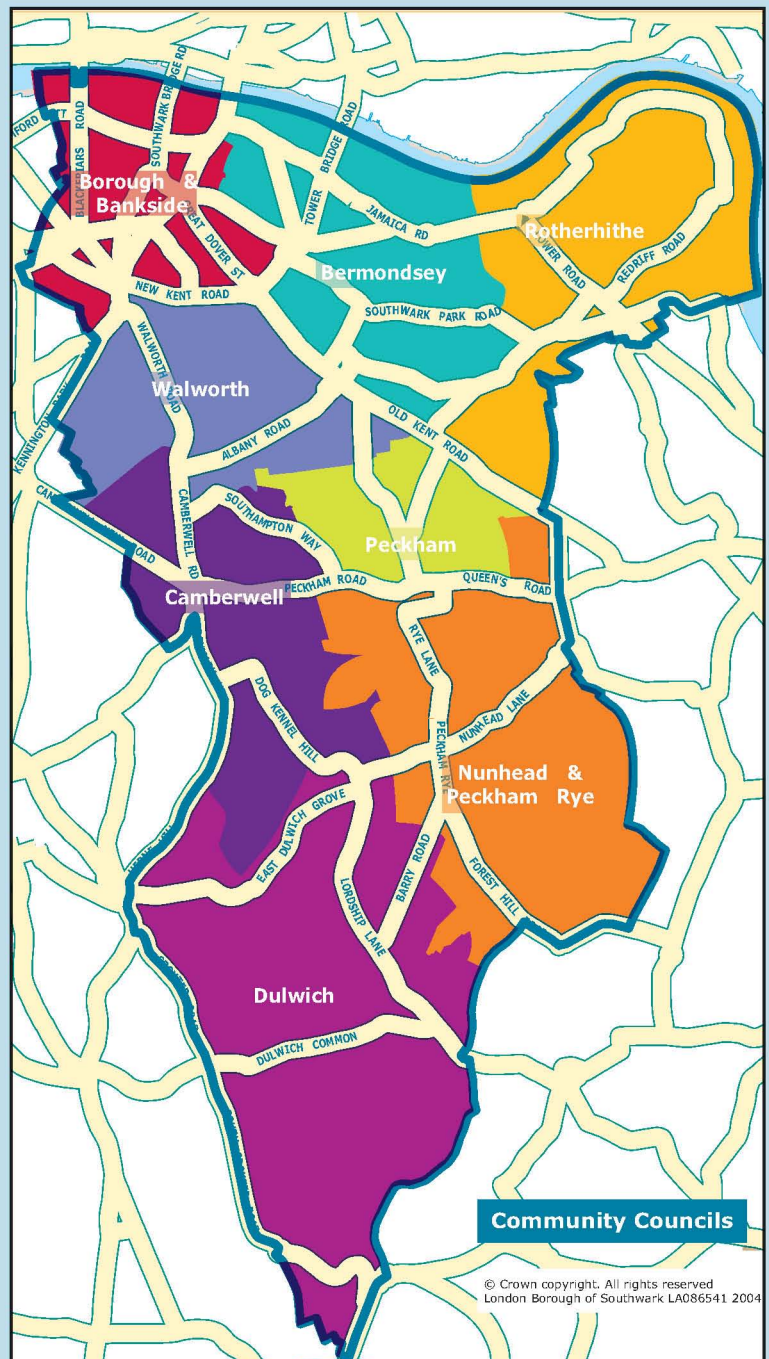 SOUTHWARK BRIDGE RD
BLACKFRIARS ROAD
TOWER BRIDGE ROAD
Borough &
Bankside
GREAT DOVER ST
JAMAICA RD
Rotherhithe
LOWER ROAD
REDRIFF ROAD
Bermondsey
NEW KENT ROAD
SOUTHWARK PARK ROAD
WALWORTH ROAD
Walworth
KENNINGTON PARK
ALBANY ROAD
OLD KENT ROAD
CAMBERWELL RD
SOUTHAMPTON WAY
ROAD
Peckham
PECKHAM ROAD
QUEEN'S ROAD
Camberwell
RYE LANE
DOG KENNEL HILL
NUNHEAD LANE
PECKHAM RYE
Nunhead &
Peckham Rye
EAST DULWICH GROVE
BARRY ROAD
FOREST HILL
LORDSHIP LANE
Dulwich
DULWICH COMMON
Community Councils
© Crown copyright. All rights reserved
London Borough of Southwark LA086541 2004